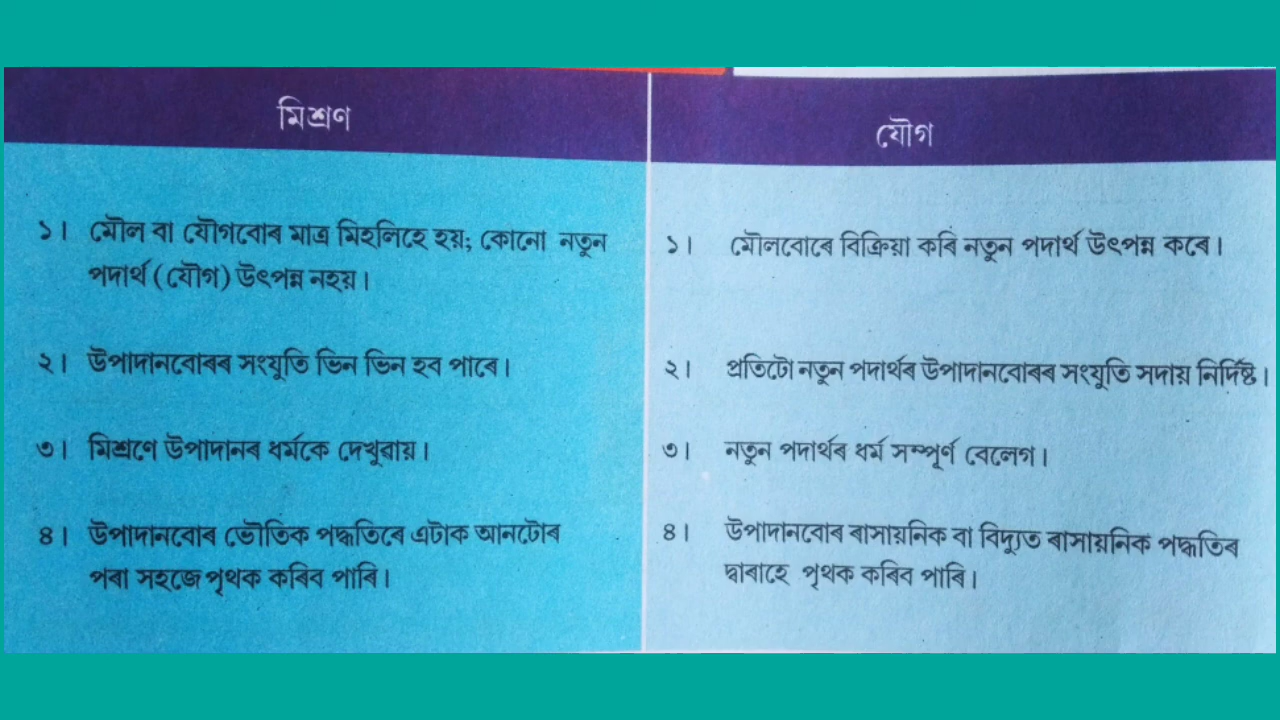 মিশ্ৰণ
১। মৌল বা যৌগবোৰ মাত্ৰ মিহলিহে হয়; কোনো নতুন
পদাৰ্থ (যৌগ) উৎপন্ন নহয়।
২। উপাদানবোৰৰ সংযুতি ভিন ভিন হব পাৰে।
৩। মিশ্ৰণে উপাদানৰ ধৰ্মকে দেখুৱায়।
৪। উপাদানবোৰ ভৌতিক পদ্ধতিৰে এটাক আনটোৰ
পৰা সহজে পৃথক কৰিব পাৰি।
যৌগ
১। মৌলবোৰে বিক্ৰিয়া কৰি নতুন পদাৰ্থ উৎপন্ন কৰে।
২। প্ৰতিটো নতুন পদাৰ্থৰ উপাদানবোৰৰ সংযুতি সদায় নিৰ্দিষ্ট।
৩। নতুন পদাৰ্থৰ ধৰ্ম সম্পূৰ্ণ বেলেগ।
৪। উপাদানবোৰ ৰাসায়নিক বা বিদ্যুত ৰাসায়নিক পদ্ধতিৰ
দ্বাৰাহে পৃথক কৰিব পাৰি।